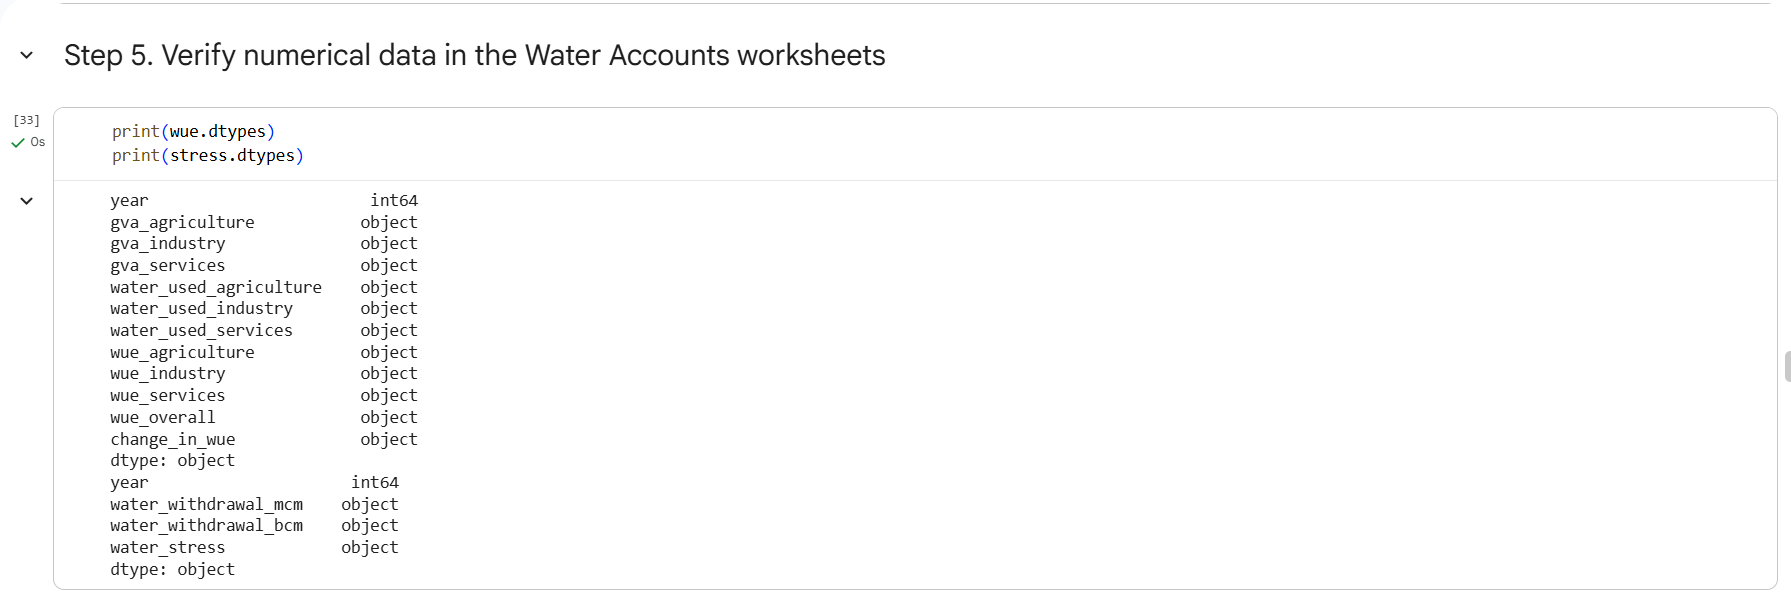 Step 5. Verify numerical data in the Water Accounts worksheets
[33]
0s
print(wue.dtypes)
print(stress.dtypes)
year int64
gva_agriculture object
gva_industry object
gva_services object
water_used_agriculture object
water_used_industry object
water_used_services object
wue_agriculture object
wue_industry object
wue_services object
wue_overall object
change_in_wue object
dtype: object
year int64
water_withdrawal_mcm object
water_withdrawal_bcm object
water_stress object
dtype: object